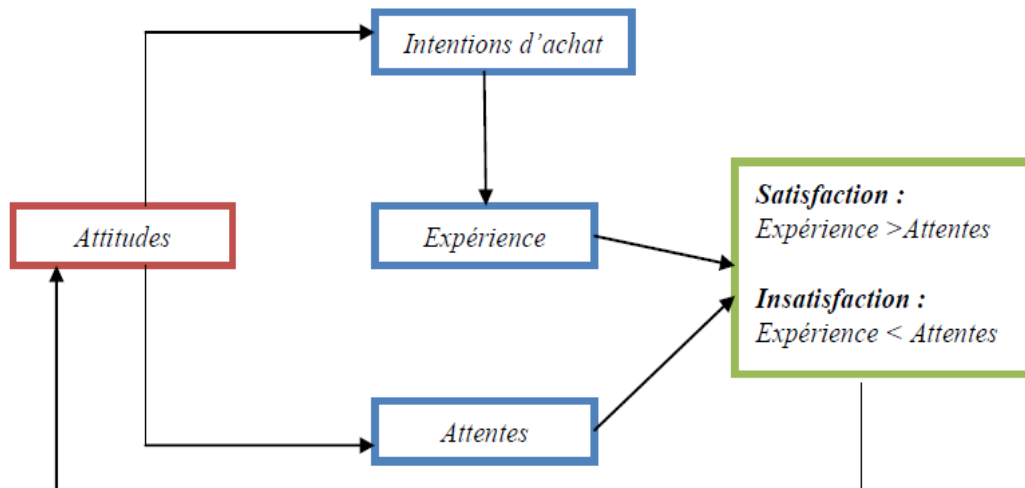 Intentions d’achat
Attitudes
Expérience
Satisfaction :
Expérience >Attentes
Insatisfaction :
Expérience < Attentes
Attentes